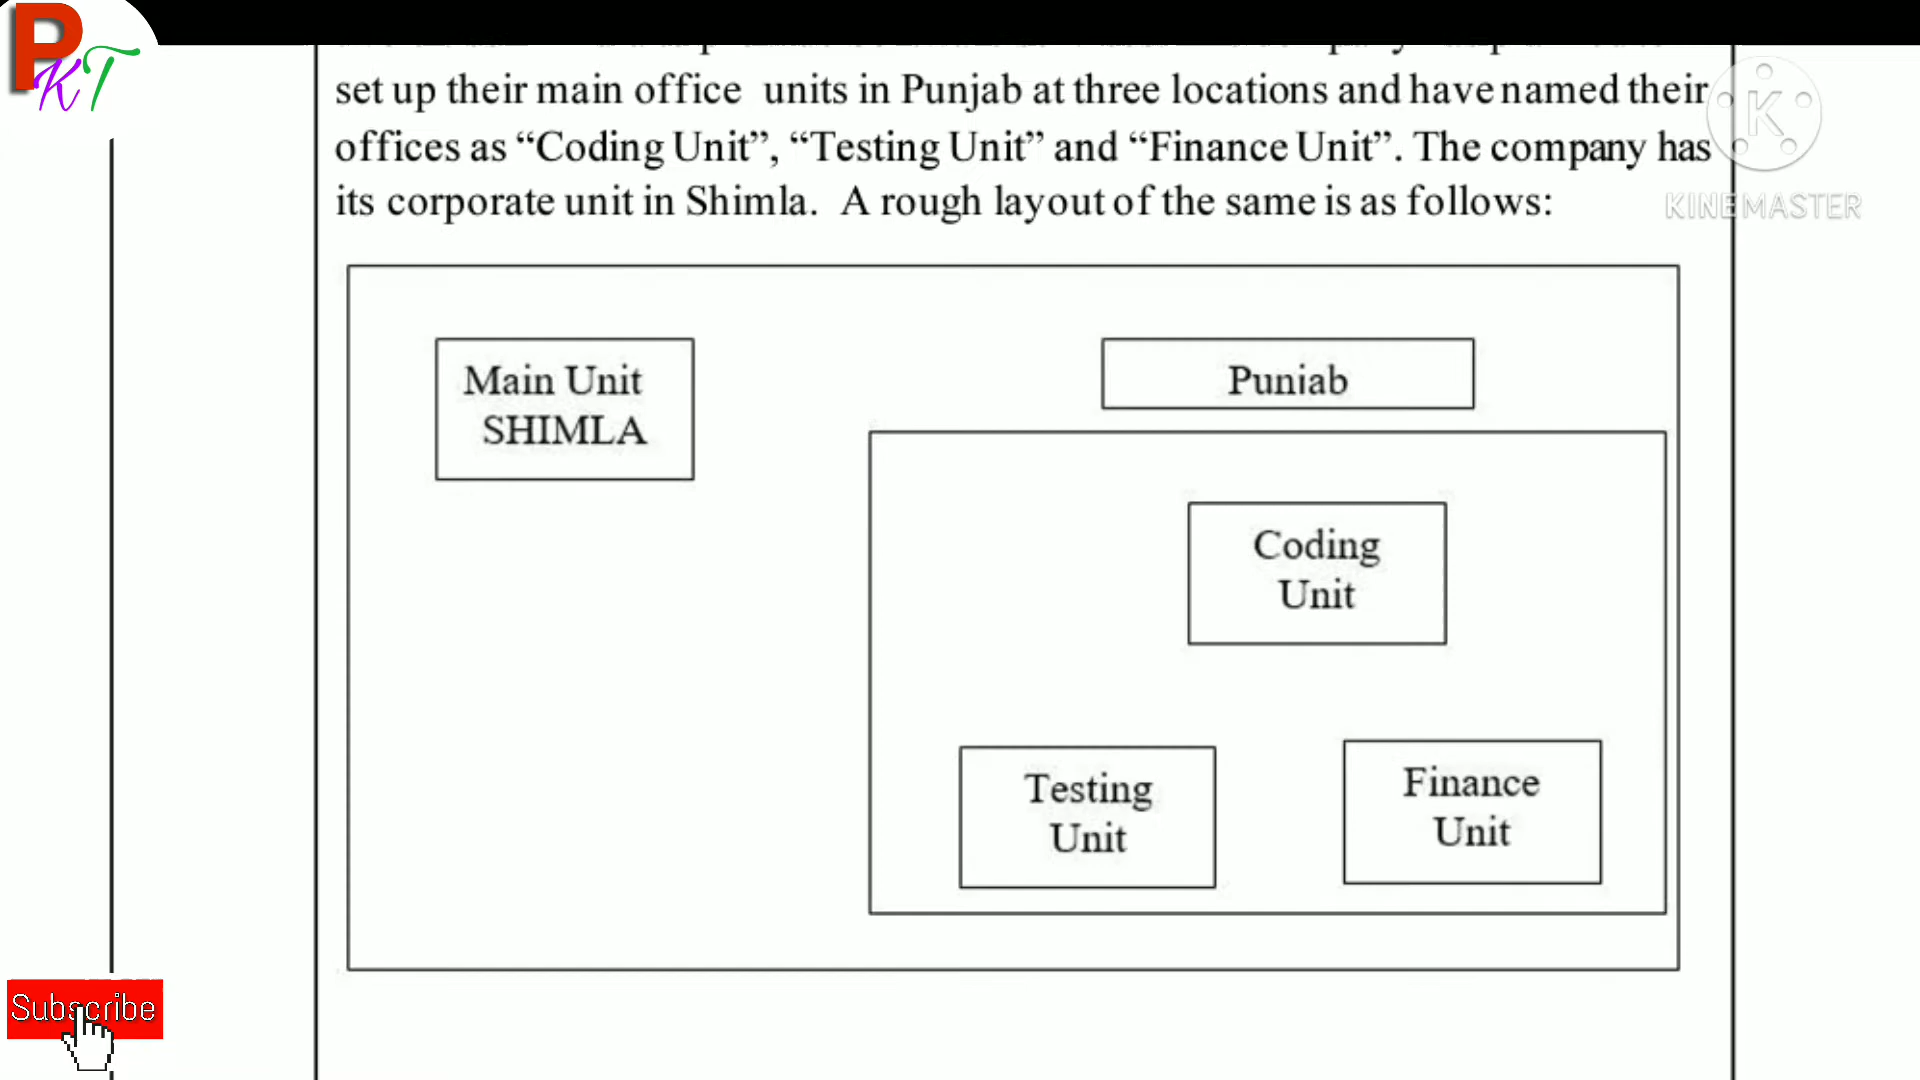 PKT
set up their main office units in Punjab at three locations and have named their
offices as “Coding Unit”, “Testing Unit” and “Finance Unit”. The company has
its corporate unit in Shimla. A rough layout of the same is as follows:
K
KINEMASTER
Main Unit
SHIMLA
Puniab
Coding
Unit
Testing
Unit
Finance
Unit
Subscribe